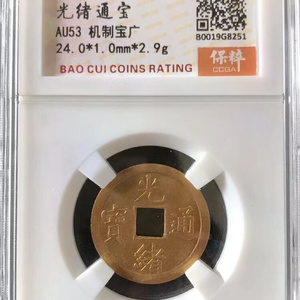 光绪通宝
AU53 机制宝广
24.0*1.0mm*2.9g
B0019G8251
保粹
CCGA
BAO CUI COINS RATING
光
寶 通
緒